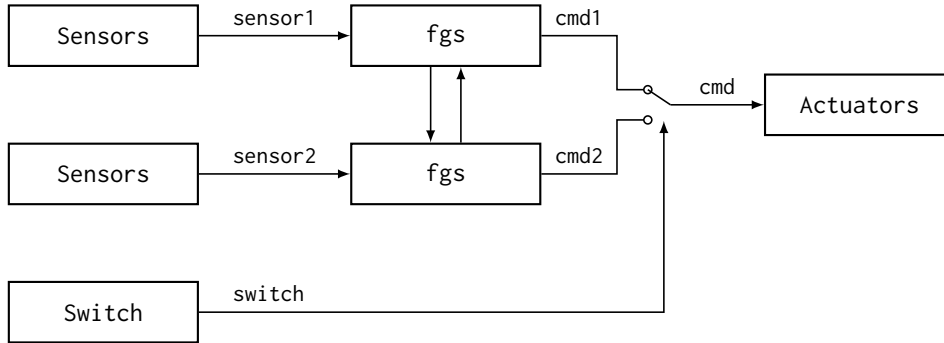 Sensors
sensor1
fgs
cmd1
cmd
Actuators
Sensors
sensor2
fgs
cmd2
Switch
switch